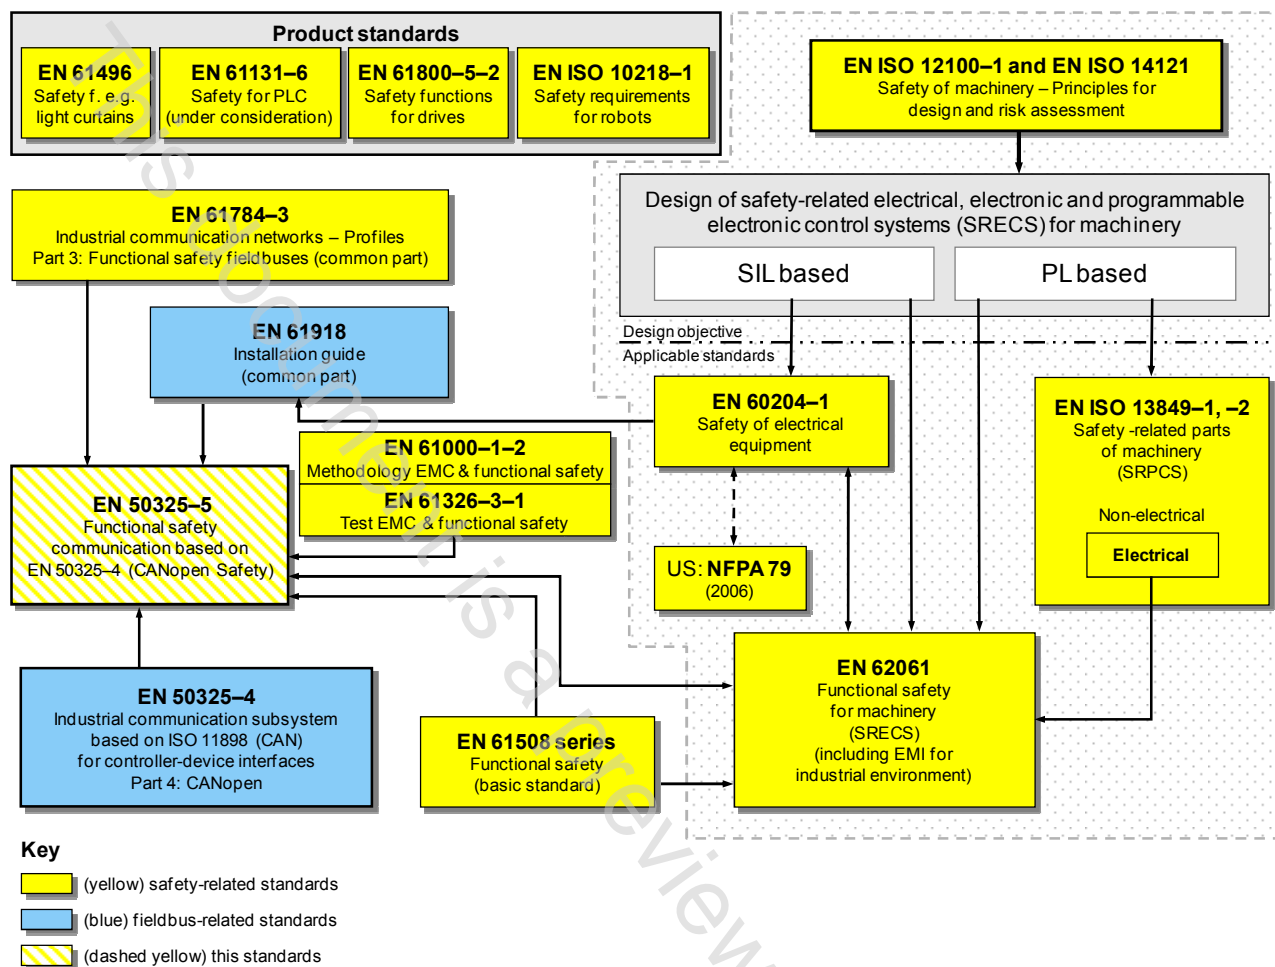 Product standards
EN 61496
Safety f. e.g.
light curtains
EN 61131–6
Safety for PLC
(under consideration)
EN 61800–5–2
Safety functions
for drives
EN ISO 10218–1
Safety requirements
for robots
EN ISO 12100–1 and EN ISO 14121
Safety of machinery – Principles for
design and risk assessment
Design of safety-related electrical, electronic and programmable
electronic control systems (SRECS) for machinery
SIL based
PL based
Design objective
Applicable standards
EN 61784–3
Industrial communication networks – Profiles
Part 3: Functional safety fieldbuses (common part)
EN 61918
Installation guide
(common part)
EN 60204–1
Safety of electrical
equipment
EN ISO 13849–1, –2
Safety -related parts
of machinery
(SRPCS)
Non-electrical
Electrical
EN 61000–1–2
Methodology EMC & functional safety
EN 61326–3–1
Test EMC & functional safety
EN 50325–5
Functional safety
communication based on
EN 50325–4 (CANopen Safety)
US: NFPA 79
(2006)
EN 62061
Functional safety
for machinery
(SRECS)
(including EMI for
industrial environment)
EN 50325–4
Industrial communication subsystem
based on ISO 11898 (CAN)
for controller-device interfaces
Part 4: CANopen
EN 61508 series
Functional safety
(basic standard)
Key
(yellow) safety-related standards
(blue) fieldbus-related standards
(dashed yellow) this standards
This document is a preview